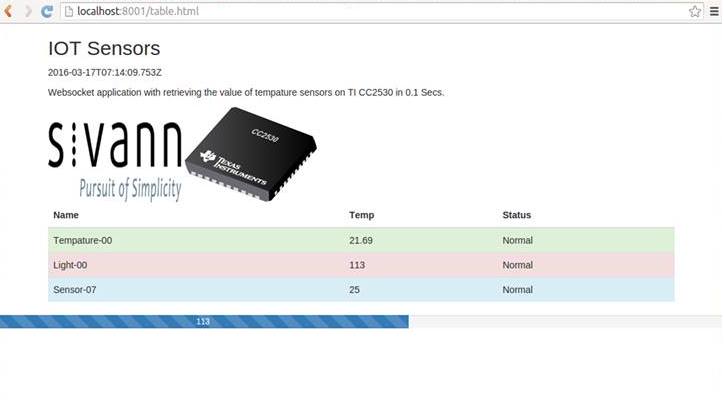 localhost:8001/table.html
IOT Sensors
2016-03-17T07:14:09.753Z
Websocket application with retrieving the value of tempature sensors on TI CC2530 in 0.1 Secs.
sivann
Pursuit of Simplicity
CC2530
TEXAS
INSTRUMENTS
Name Temp Status
Tempature-00 21.69 Normal
Light-00 113 Normal
Sensor-07 25 Normal
113